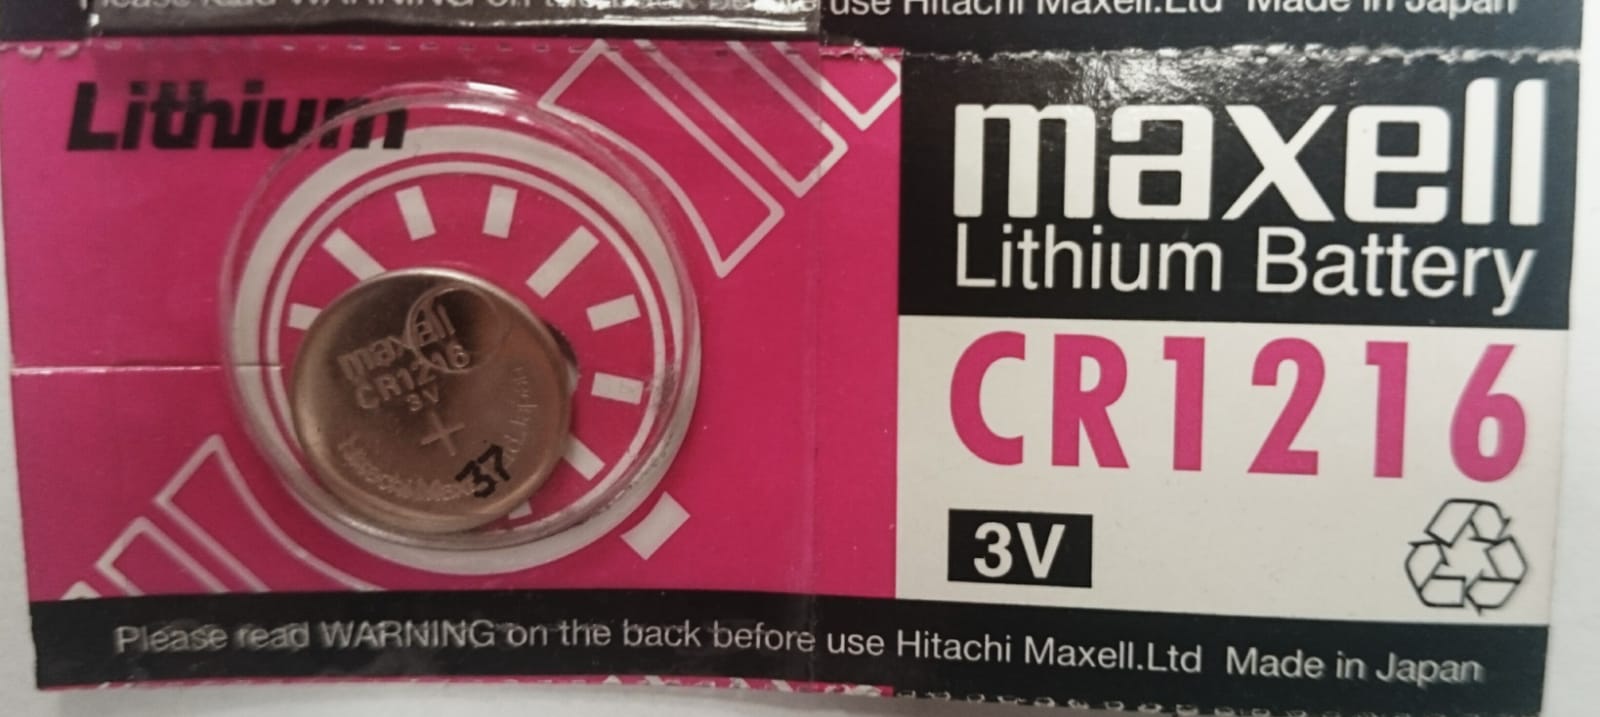 use Hitachi Maxell.Ltd Made in Japan
Lithium
maxell
Lithium Battery
CR1216
3V
maxell
CR1216
3V
+
37
Please read WARNING on the back before use Hitachi Maxell.Ltd Made in Japan